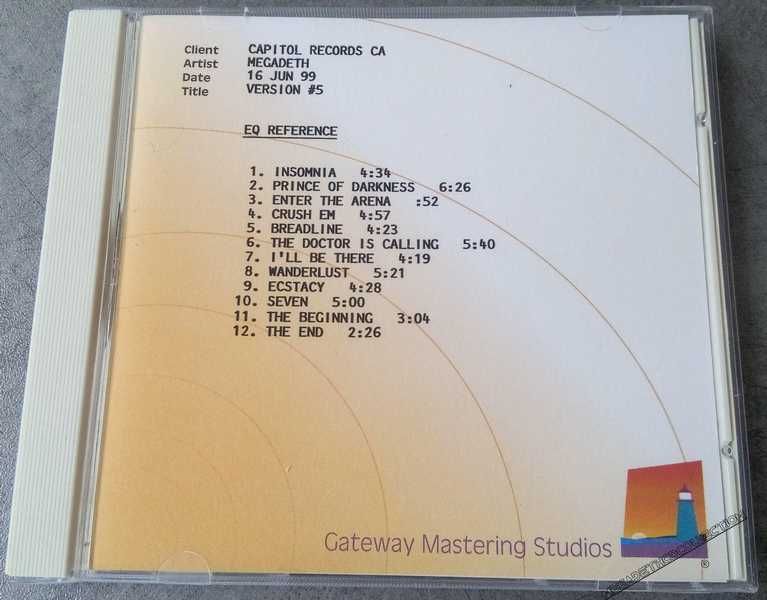 Client CAPITOL RECORDS CA
Artist MEGADETH
Date 16 JUN 99
Title VERSION #5
EQ REFERENCE
1. INSOMNIA 4:34
2. PRINCE OF DARKNESS 6:26
3. ENTER THE ARENA :52
4. CRUSH EM 4:57
5. BREADLINE 4:23
6. THE DOCTOR IS CALLING 5:40
7. I'LL BE THERE 4:19
8. WANDERLUST 5:21
9. ECSTACY 4:28
10. SEVEN 5:00
11. THE BEGINNING 3:04
12. THE END 2:26
Gateway Mastering Studios
®